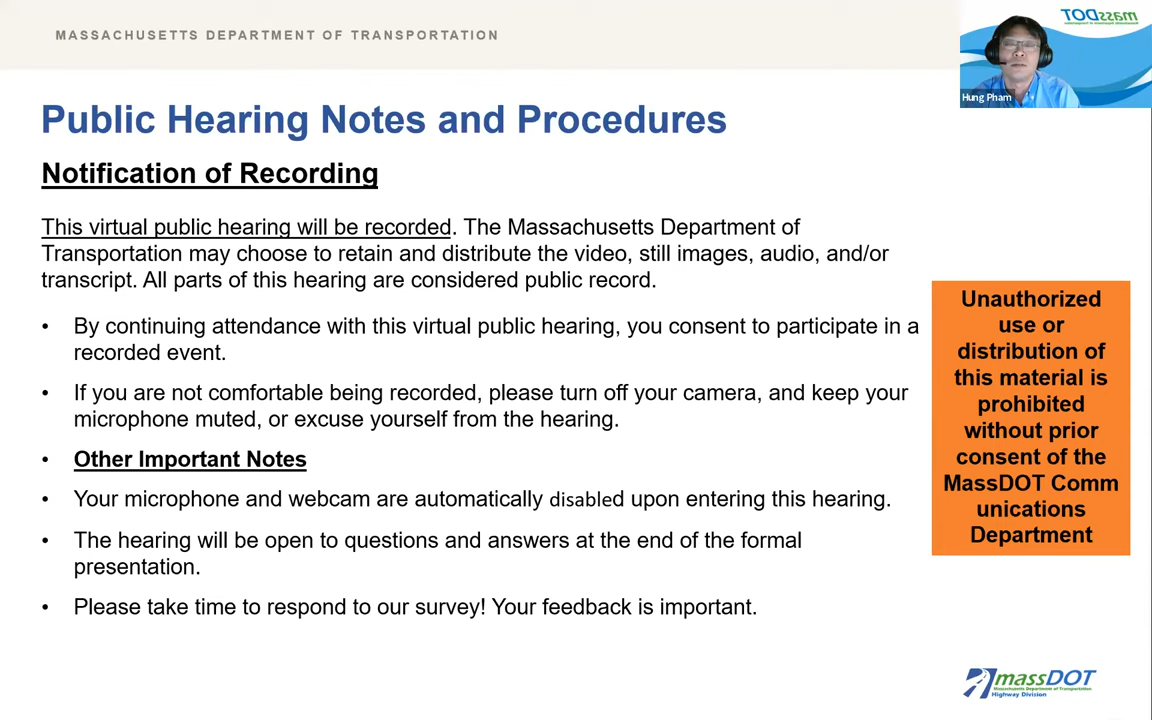 MASSACHUSETTS DEPARTMENT OF TRANSPORTATION
massDOT
Hung Pham
Public Hearing Notes and Procedures
Notification of Recording
This virtual public hearing will be recorded. The Massachusetts Department of
Transportation may choose to retain and distribute the video, still images, audio, and/or
transcript. All parts of this hearing are considered public record.
• By continuing attendance with this virtual public hearing, you consent to participate in a
recorded event.
• If you are not comfortable being recorded, please turn off your camera, and keep your
microphone muted, or excuse yourself from the hearing.
• Other Important Notes
• Your microphone and webcam are automatically disabled upon entering this hearing.
• The hearing will be open to questions and answers at the end of the formal
presentation.
• Please take time to respond to our survey! Your feedback is important.
Unauthorized
use or
distribution of
this material is
prohibited
without prior
consent of the
MassDOT Comm
unications
Department
massDOT
Massachusetts Department of Transportation
Highway Division